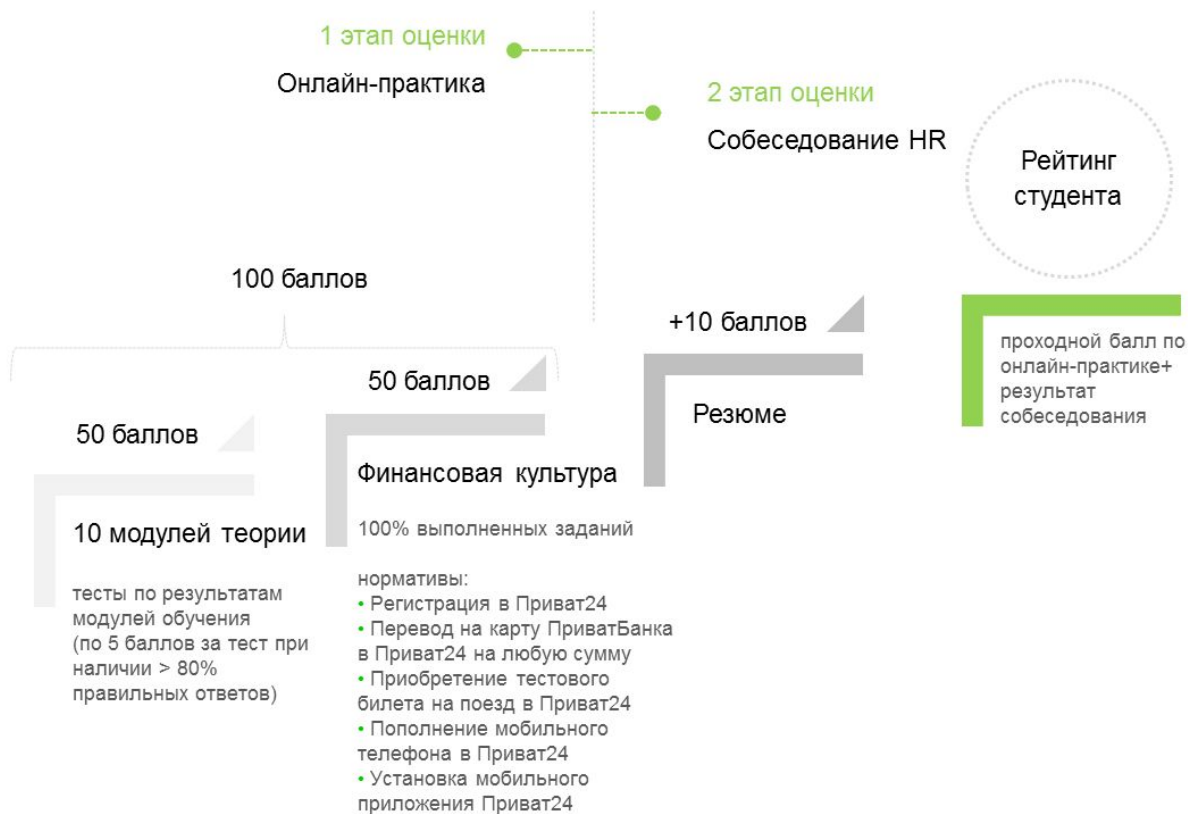 1 этап оценки
Онлайн-практика
2 этап оценки
Собеседование HR
Рейтинг
студента
100 баллов
50 баллов
10 модулей теории
тесты по результатам
модулей обучения
(по 5 баллов за тест при
наличии > 80%
правильных ответов)
50 баллов
Финансовая культура
100% выполненных заданий
нормативы:
• Регистрация в Приват24
• Перевод на карту ПриватБанка
в Приват24 на любую сумму
• Приобретение тестового
билета на поезд в Приват24
• Пополнение мобильного
телефона в Приват24
• Установка мобильного
приложения Приват24
+10 баллов
Резюме
проходной балл по
онлайн-практике+
результат
собеседования